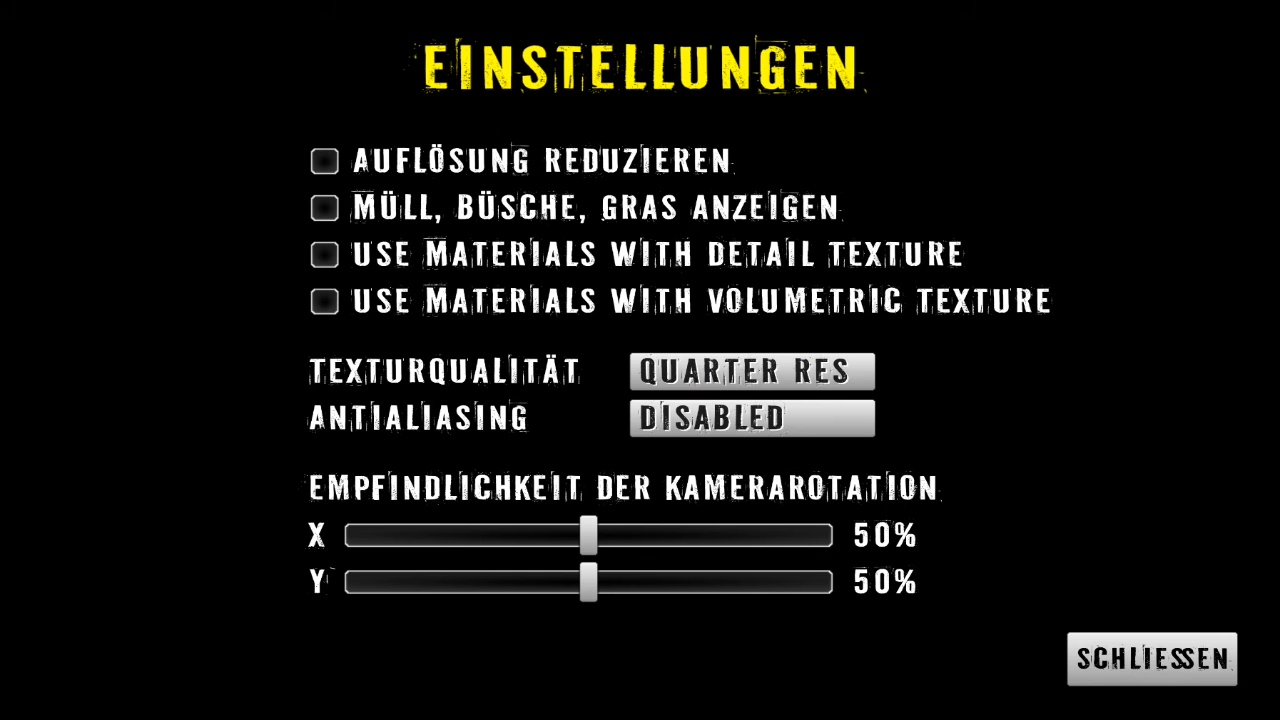 EINSTELLUNGEN
AUFLÖSUNG REDUZIEREN
MÜLL, BÜSCHE, GRAS ANZEIGEN
USE MATERIALS WITH DETAIL TEXTURE
USE MATERIALS WITH VOLUMETRIC TEXTURE
TEXTURQUALITÄT QUARTER RES
ANTIALIASING DISABLED
EMPFINDLICHKEIT DER KAMERAROTATION
X 50%
Y 50%
SCHLIESSEN